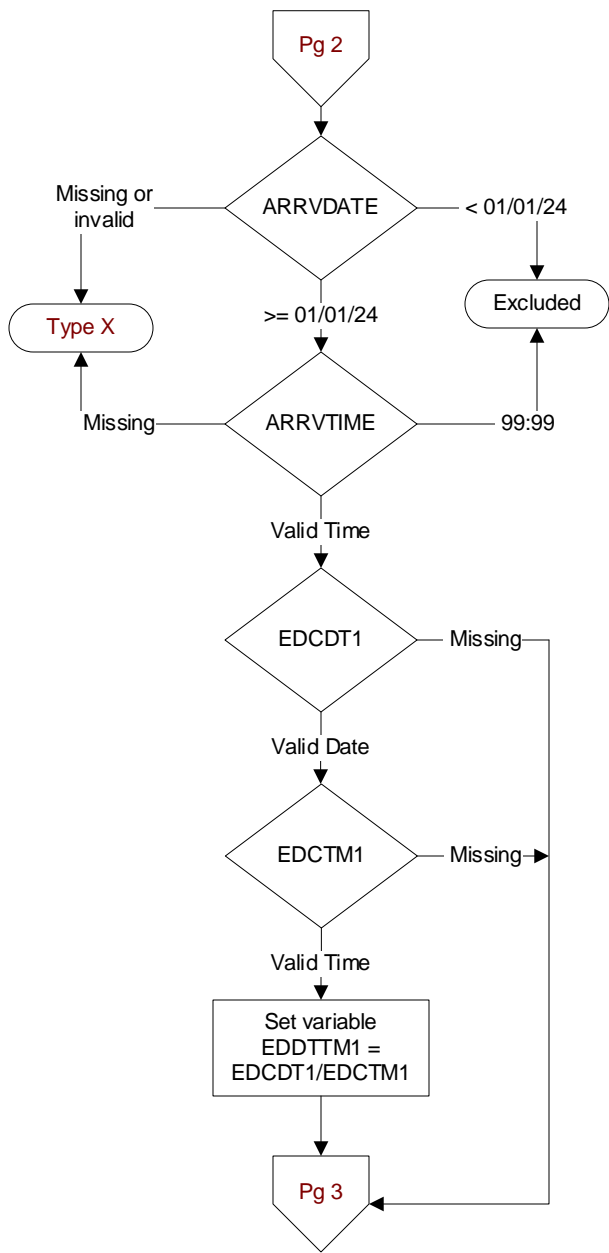 Pg 2
Missing or
invalid
ARRVDATE
< 01/01/24
Type X
>= 01/01/24
Excluded
Missing
ARRVTIME
99:99
Valid Time
EDCDT1
Missing
Valid Date
EDCTM1
Missing
Valid Time
Set variable
EDDTTM1 =
EDCDT1/EDCTM1
Pg 3